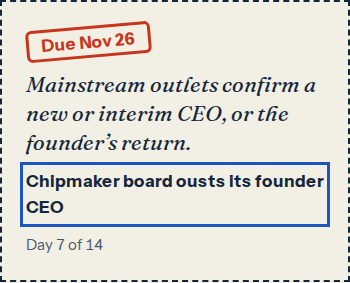 Due Nov 26
Mainstream outlets confirm a
new or interim CEO, or the
founder’s return.
Chipmaker board ousts its founder
CEO
Day 7 of 14